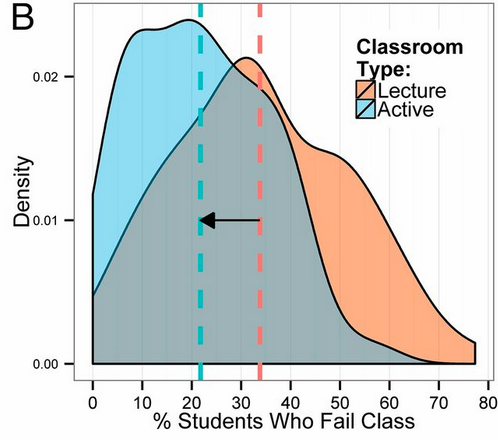 B
Classroom
Type:
Lecture
Active
Density
0.02
0.01
0.00
0 10 20 30 40 50 60 70 80
% Students Who Fail Class